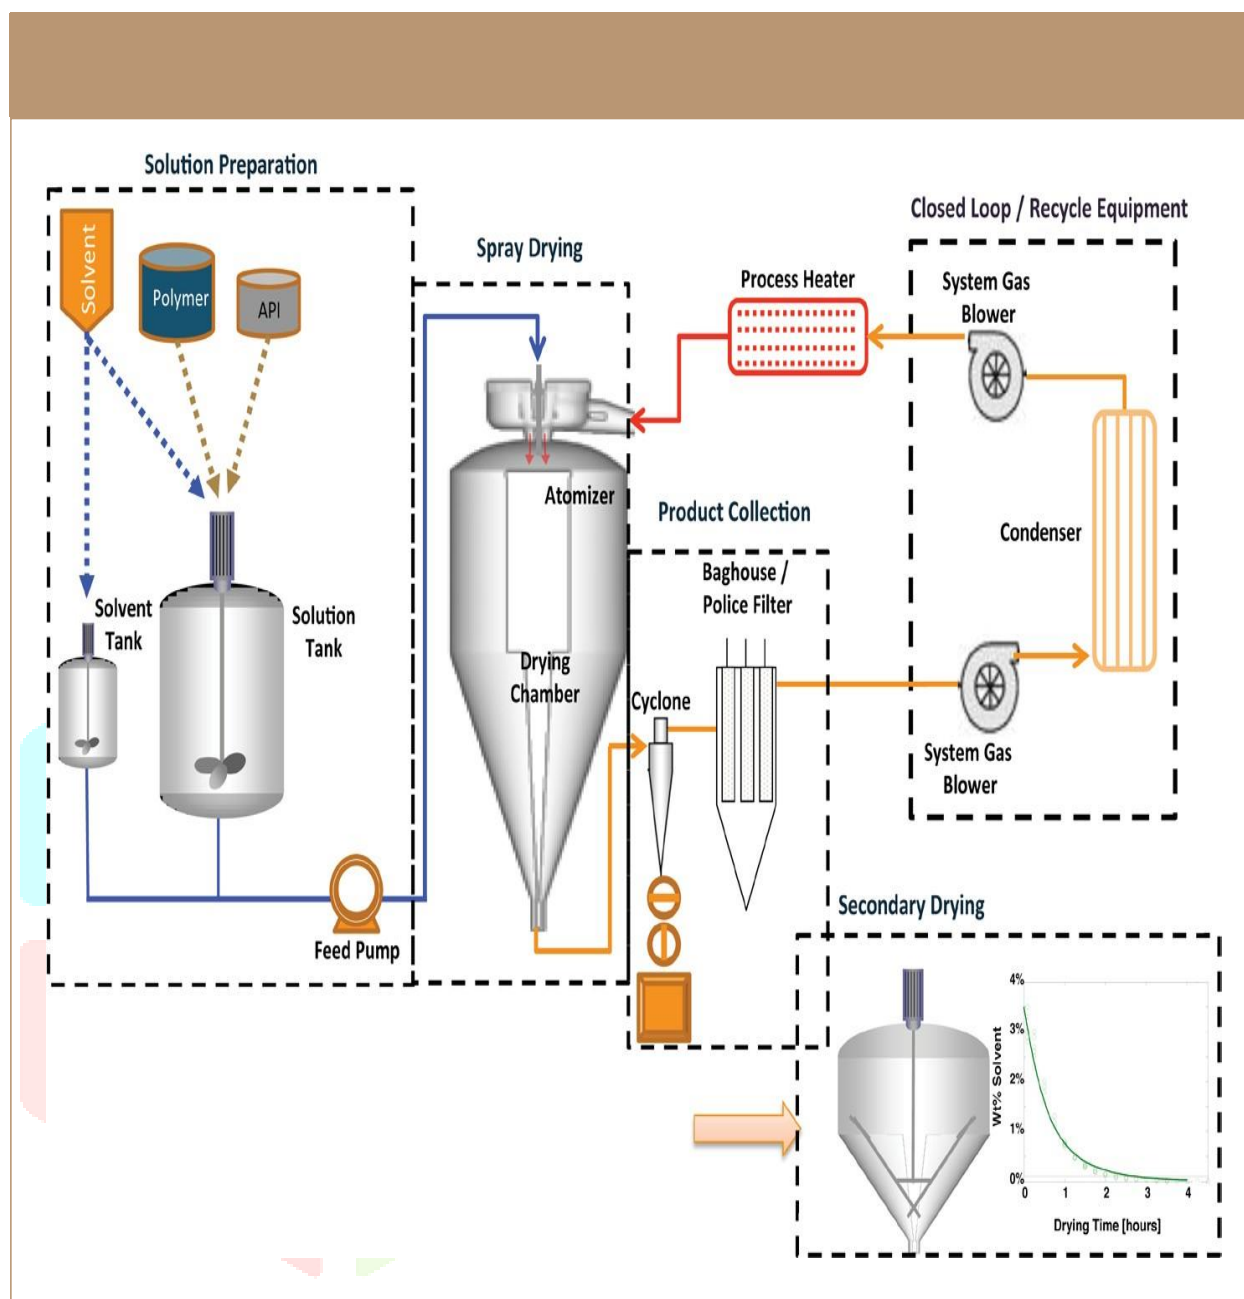 Solution Preparation
Solvent
Polymer
API
Solvent
Tank
Solution
Tank
Feed Pump
Spray Drying
Atomizer
Drying
Chamber
Process Heater
Closed Loop / Recycle Equipment
System Gas
Blower
Condenser
System Gas
Blower
Product Collection
Baghouse /
Police Filter
Cyclone
Secondary Drying
Wt% Solvent
4%
3%
2%
1%
0%
0 1 2 3 4
Drying Time [hours]